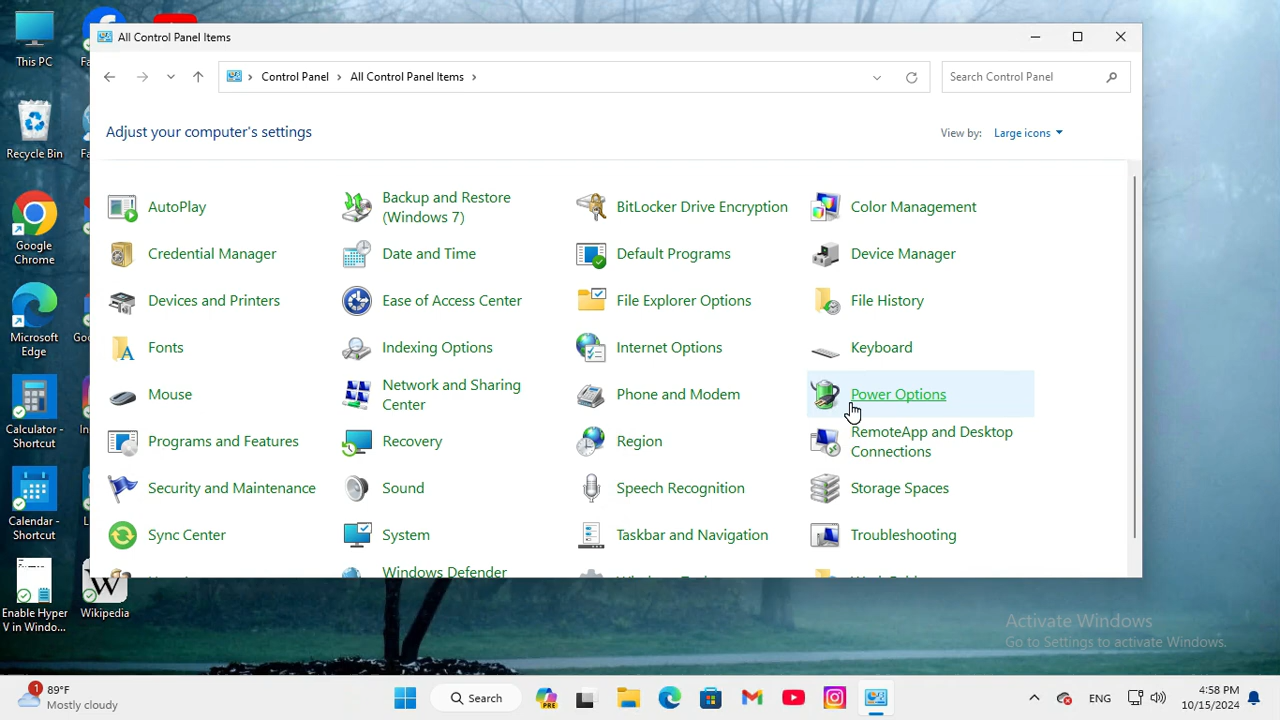 This PC
Recycle Bin
Google
Chrome
Microsoft
Edge
Calculator -
Shortcut
Calendar -
Shortcut
Enable Hyper
V in Windo...
Wikipedia
All Control Panel Items
Control Panel > All Control Panel Items >
Search Control Panel
Adjust your computer's settings
View by: Large icons
AutoPlay
Backup and Restore
(Windows 7)
BitLocker Drive Encryption
Color Management
Credential Manager
Date and Time
Default Programs
Device Manager
Devices and Printers
Ease of Access Center
File Explorer Options
File History
Fonts
Indexing Options
Internet Options
Keyboard
Mouse
Network and Sharing
Center
Phone and Modem
Power Options
Programs and Features
Recovery
Region
RemoteApp and Desktop
Connections
Security and Maintenance
Sound
Speech Recognition
Storage Spaces
Sync Center
System
Taskbar and Navigation
Troubleshooting
Windows Defender
Activate Windows
Go to Settings to activate Windows.
1
89°F
Mostly cloudy
Search
PRE
ENG
4:58 PM
10/15/2024